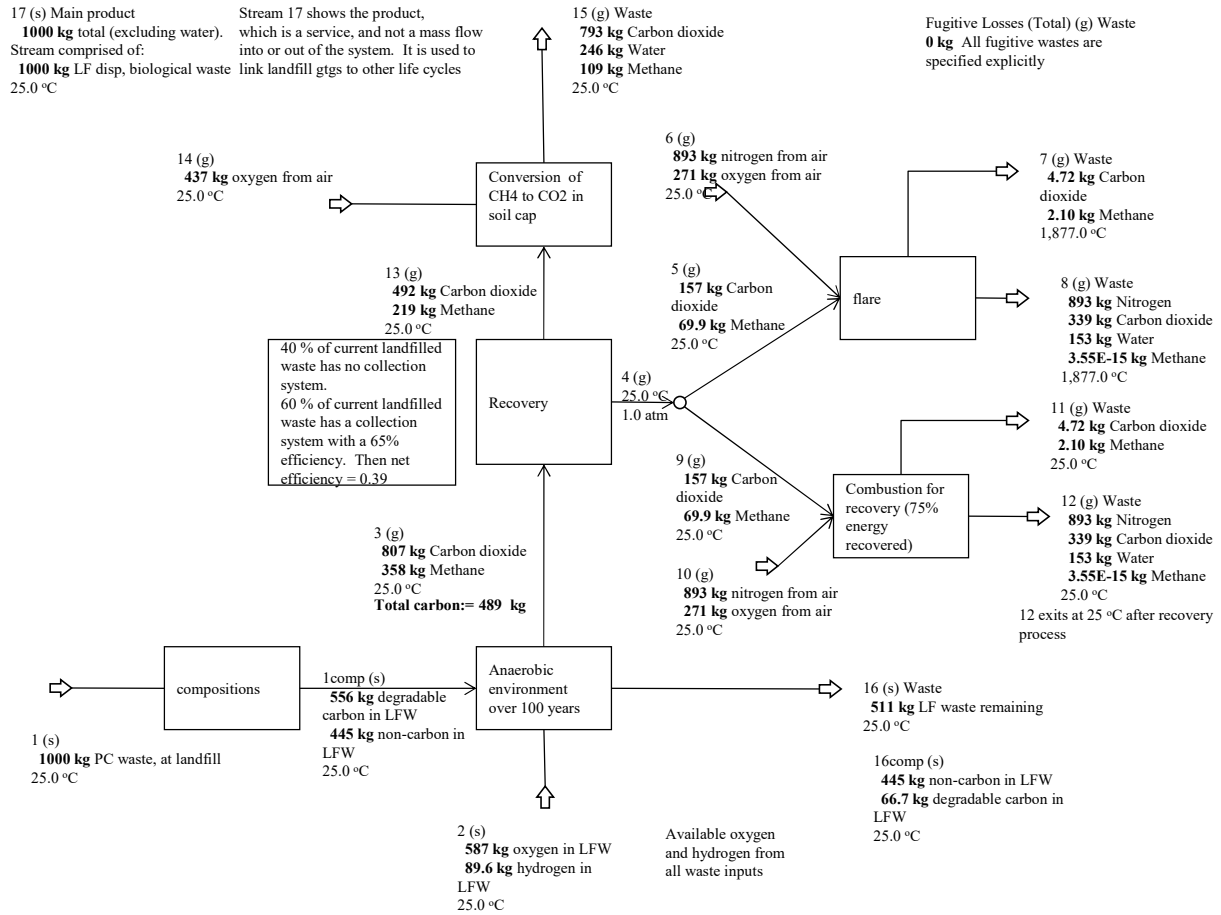 17 (s) Main product
1000 kg total (excluding water).
Stream comprised of:
1000 kg LF disp, biological waste
25.0 °C
Stream 17 shows the product,
which is a service, and not a mass flow
into or out of the system. It is used to
link landfill gtgs to other life cycles
15 (g) Waste
793 kg Carbon dioxide
246 kg Water
109 kg Methane
25.0 °C
Fugitive Losses (Total) (g) Waste
0 kg All fugitive wastes are
specified explicitly
14 (g)
437 kg oxygen from air
25.0 °C
Conversion of
CH4 to CO2 in
soil cap
6 (g)
893 kg nitrogen from air
271 kg oxygen from air
25.0 °C
7 (g) Waste
4.72 kg Carbon
dioxide
2.10 kg Methane
1,877.0 °C
13 (g)
492 kg Carbon dioxide
219 kg Methane
25.0 °C
5 (g)
157 kg Carbon
dioxide
69.9 kg Methane
25.0 °C
flare
8 (g) Waste
893 kg Nitrogen
339 kg Carbon dioxide
153 kg Water
3.55E-15 kg Methane
1,877.0 °C
40 % of current landfilled
waste has no collection
system.
60 % of current landfilled
waste has a collection
system with a 65%
efficiency. Then net
efficiency = 0.39
Recovery
4 (g)
25.0 °C
1.0 atm
11 (g) Waste
4.72 kg Carbon dioxide
2.10 kg Methane
25.0 °C
9 (g)
157 kg Carbon
dioxide
69.9 kg Methane
25.0 °C
Combustion for
recovery (75%
energy
recovered)
12 (g) Waste
893 kg Nitrogen
339 kg Carbon dioxide
153 kg Water
3.55E-15 kg Methane
25.0 °C
12 exits at 25 °C after recovery
process
3 (g)
807 kg Carbon dioxide
358 kg Methane
25.0 °C
Total carbon:= 489 kg
10 (g)
893 kg nitrogen from air
271 kg oxygen from air
25.0 °C
compositions
1comp (s)
556 kg degradable
carbon in LFW
445 kg non-carbon in
LFW
25.0 °C
Anaerobic
environment
over 100 years
16 (s) Waste
511 kg LF waste remaining
25.0 °C
1 (s)
1000 kg PC waste, at landfill
25.0 °C
16comp (s)
445 kg non-carbon in LFW
66.7 kg degradable carbon in
LFW
25.0 °C
2 (s)
587 kg oxygen in LFW
89.6 kg hydrogen in
LFW
25.0 °C
Available oxygen
and hydrogen from
all waste inputs